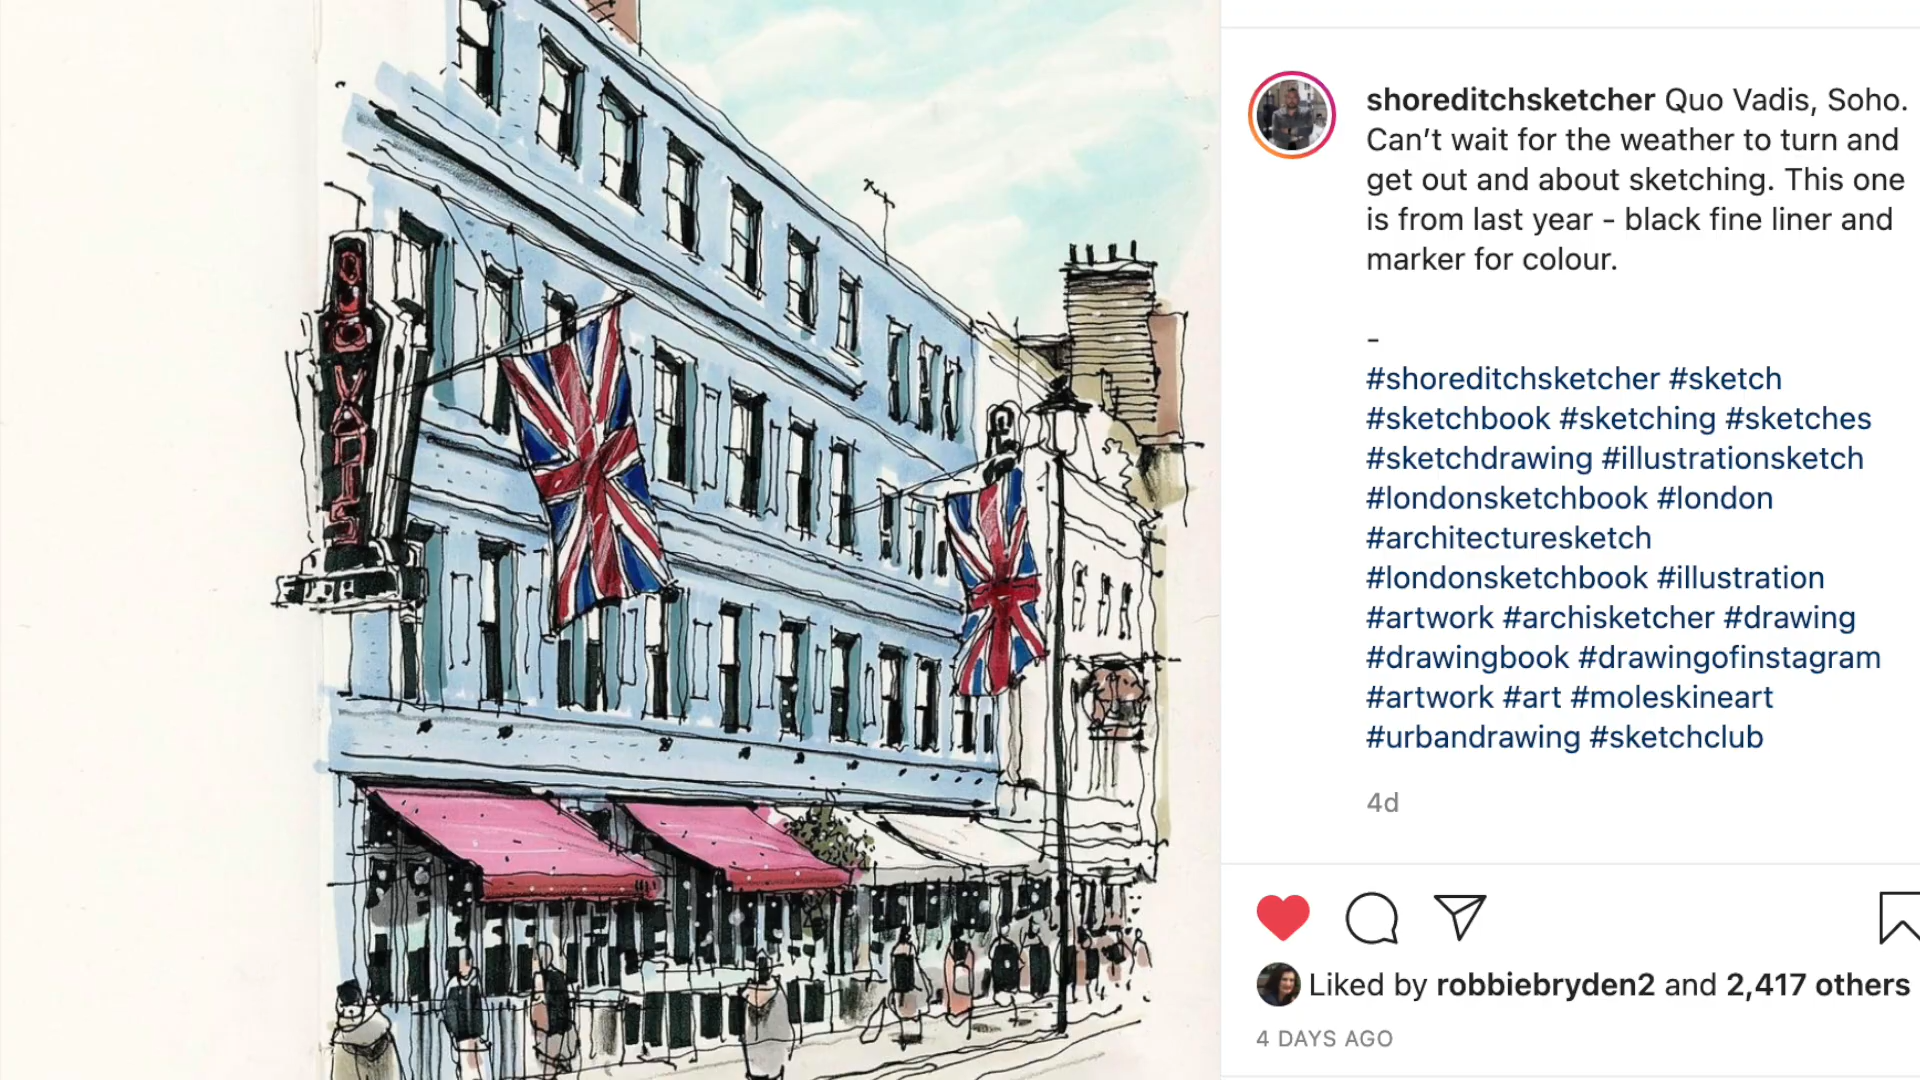 QUO VADIS
shoreditchsketcher Quo Vadis, Soho.
Can’t wait for the weather to turn and
get out and about sketching. This one
is from last year - black fine liner and
marker for colour.
-
#shoreditchsketcher #sketch
#sketchbook #sketching #sketches
#sketchdrawing #illustrationsketch
#londonsketchbook #london
#architecturesketch
#londonsketchbook #illustration
#artwork #archisketcher #drawing
#drawingbook #drawingofinstagram
#artwork #art #moleskineart
#urbandrawing #sketchclub
4d
Liked by robbiebryden2 and 2,417 others
4 DAYS AGO